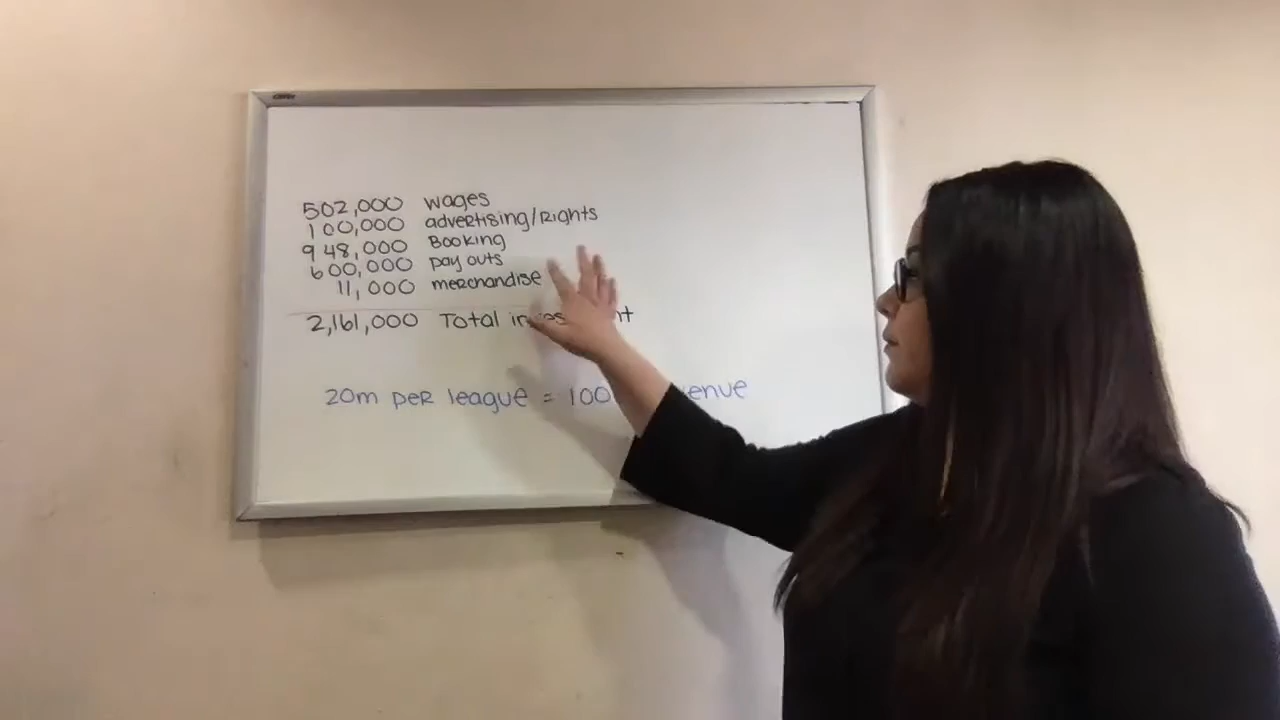 502,000 wages
100,000 advertising/Rights
948,000 Booking
600,000 pay outs
11,000 merchandise
2,161,000 Total
20m per league = 100